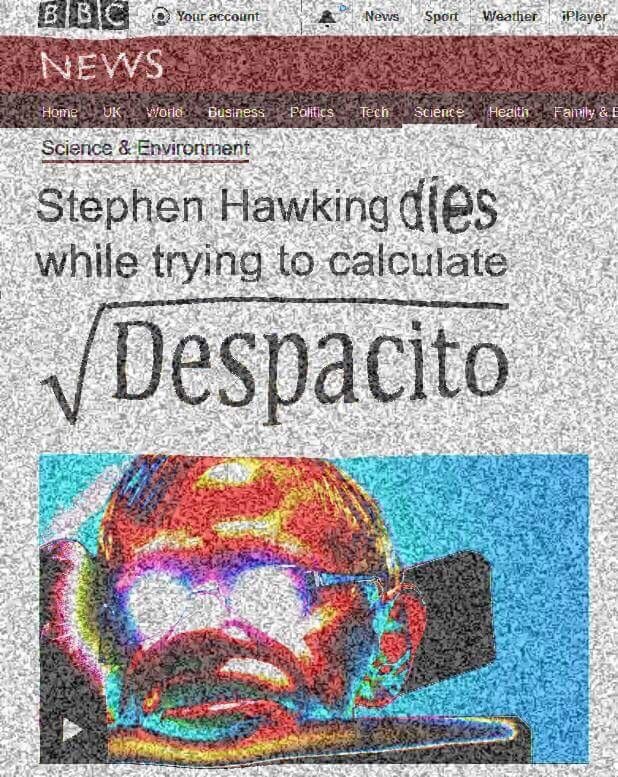 BBC Your account News Sport Weather iPlayer
NEWS
Home UK World Business Politics Tech Science Health Family &
Science & Environment
Stephen Hawking dies
while trying to calculate
√Despacito